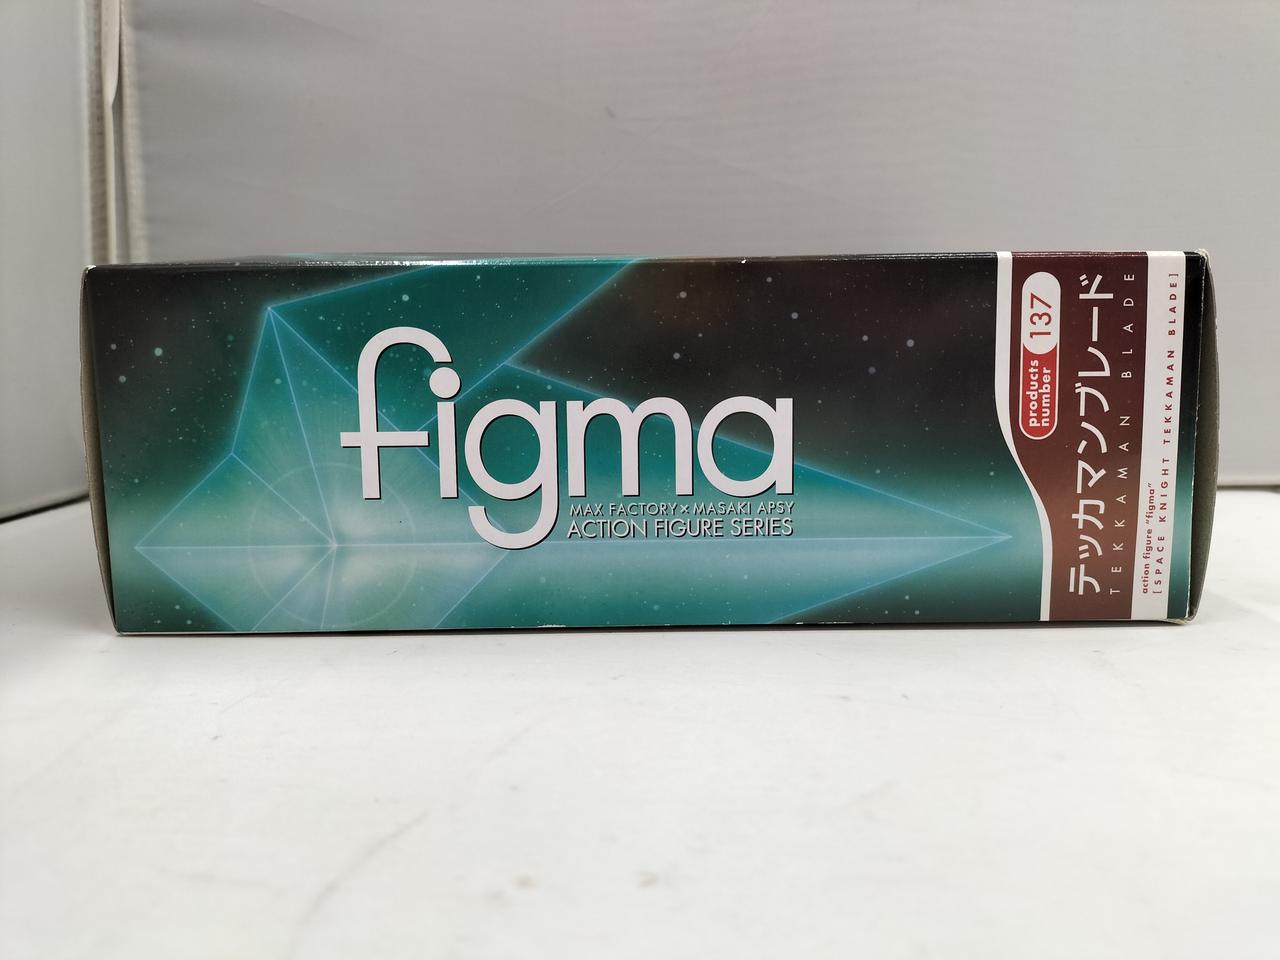 figma
MAX FACTORY × MASAKI APSY
ACTION FIGURE SERIES
products
number
137
テッカマンブレード
TEKKAMAN BLADE
action figure "figma"
[SPACE KNIGHT TEKKAMAN BLADE]